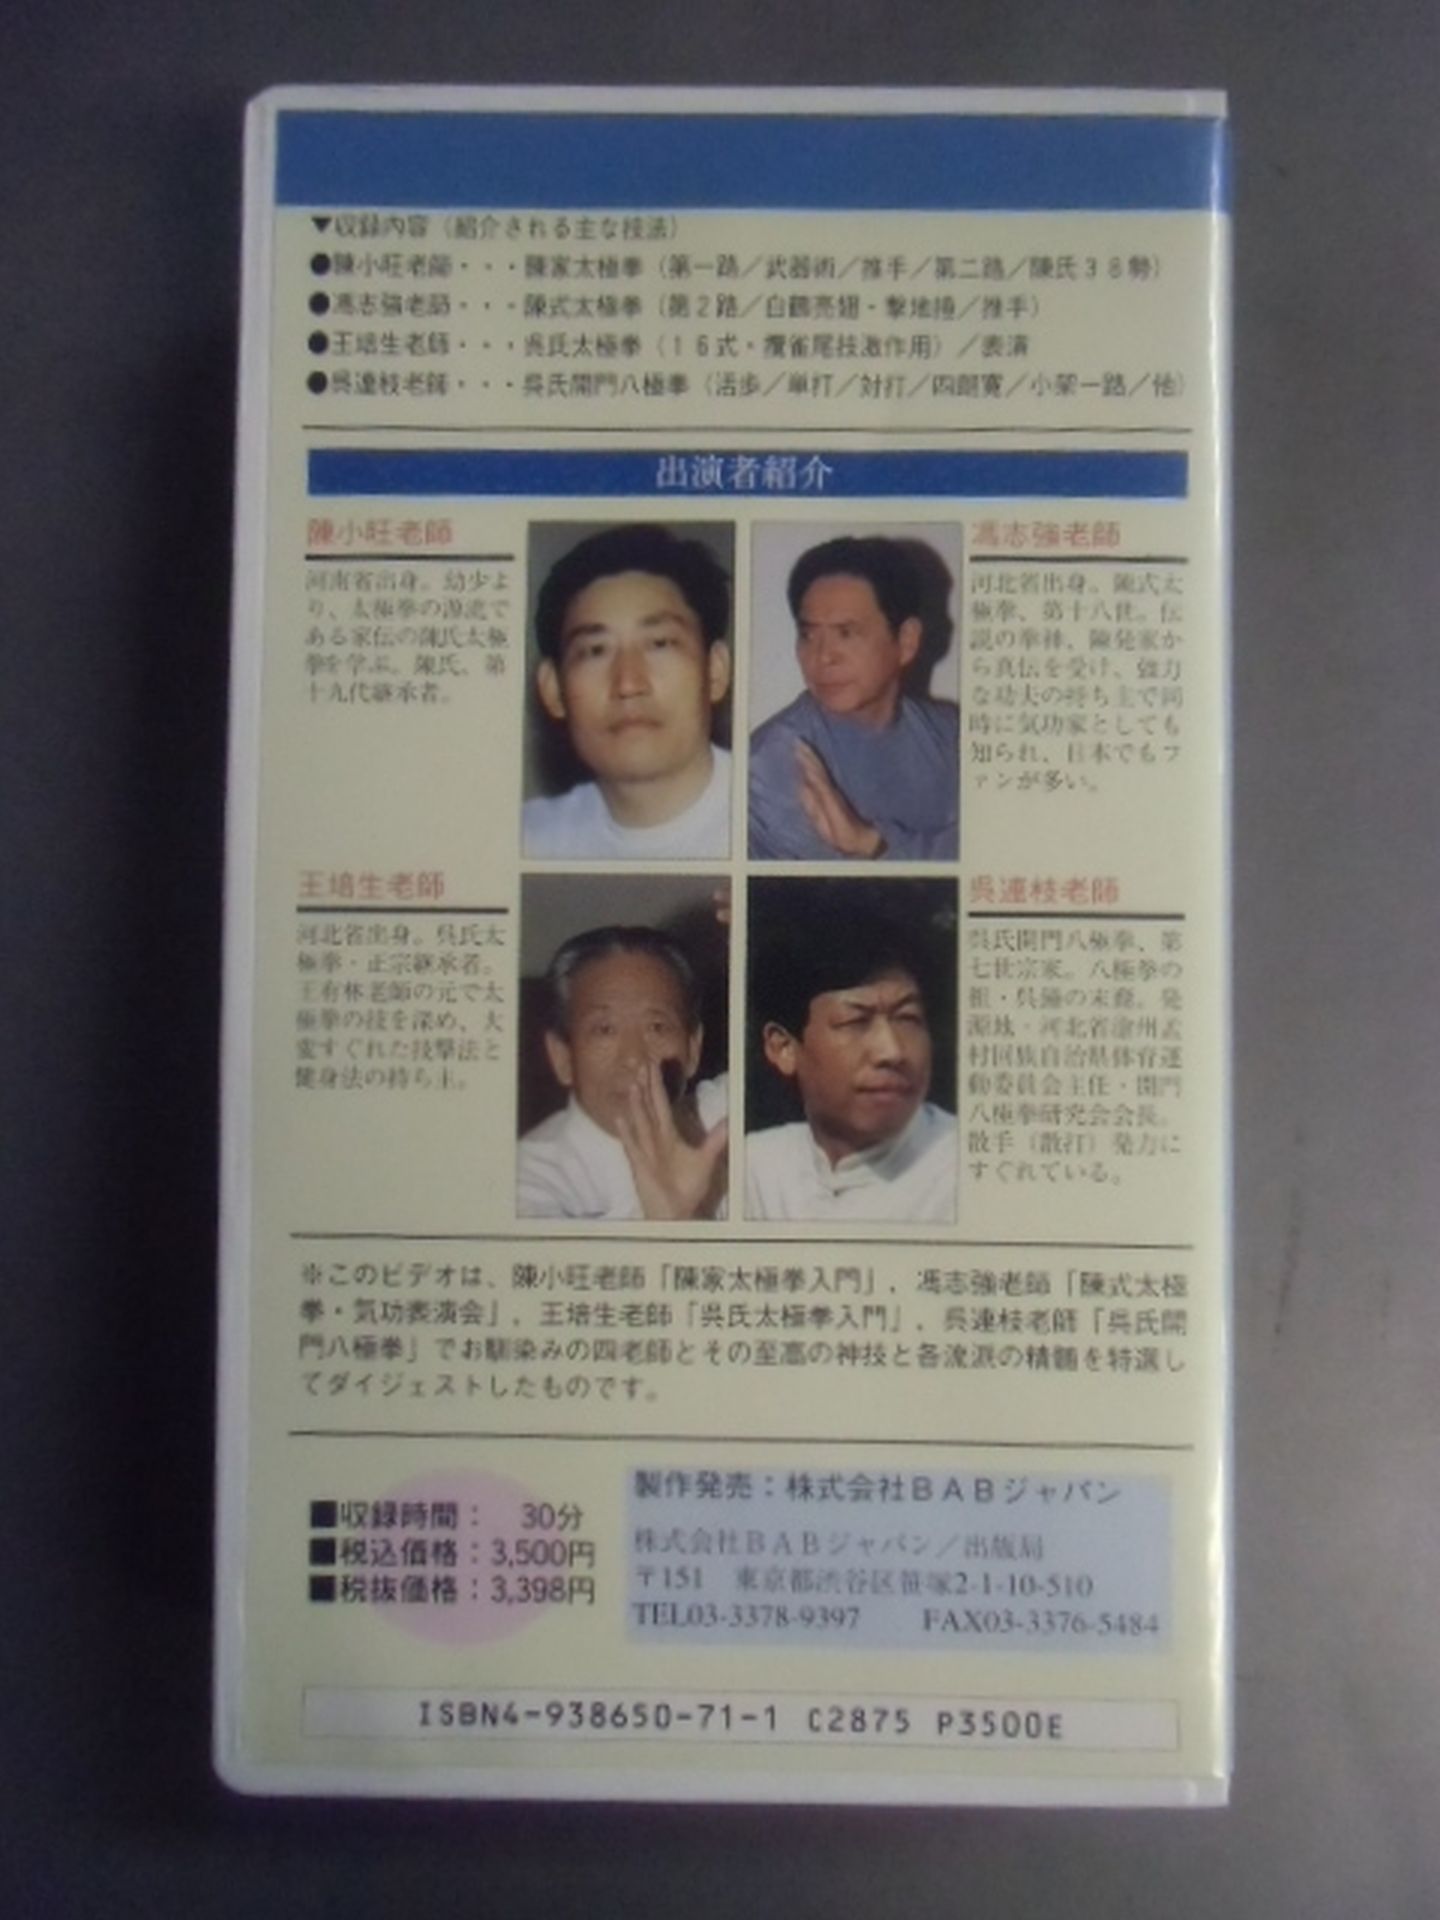 ▼収録内容（紹介される主な技法）
●陳小旺老師・・・陳家太極拳（第一路／武器術／推手／第二路／陳氏38勢）
●馮志強老師・・・陳式太極拳（第2路／白鶴亮翅・撃地捶／推手）
●王培生老師・・・呉氏太極拳（16式・攬雀尾技激作用）／表演
●呉連枝老師・・・呉氏開門八極拳（活歩／単打／対打／四朗寛／小架一路／他）
出演者紹介
陳小旺老師
河南省出身。幼少よ
り、太極拳の源流で
ある家伝の陳氏太極
拳を学ぶ。陳氏、第
十九代継承者。
馮志強老師
河北省出身。陳式太
極拳、第十八世。伝
説の拳神、陳発家か
ら真伝を受け、強力
な功夫の持ち主で同
時に気功家としても
知られ、日本でもフ
ァンが多い。
王培生老師
河北省出身。呉氏太
極拳・正宗継承者。
王有林老師の元で太
極拳の技を深め、大
変すぐれた技撃法と
健身法の持ち主。
呉連枝老師
呉氏開門八極拳、第
七世宗家。八極拳の
祖・呉鍾の末裔。発
源地・河北省滄州孟
村回族自治県体育運
動委員会主任・開門
八極拳研究会会長。
散手（散打）発力に
すぐれている。
※このビデオは、陳小旺老師「陳家太極拳入門」、馮志強老師「陳式太極
拳・気功表演会」、王培生老師「呉氏太極拳入門」、呉連枝老師「呉氏開
門八極拳」でお馴染みの四老師とその至高の神技と各流派の精髄を特選し
てダイジェストしたものです。
■収録時間： 30分
■税込価格：3,500円
■税抜価格：3,398円
製作発売：株式会社BABジャパン
株式会社BABジャパン／出版局
〒151 東京都渋谷区笹塚2-1-10-510
TEL03-3378-9397 FAX03-3376-5484
ISBN4-938650-71-1 C2875 P3500E